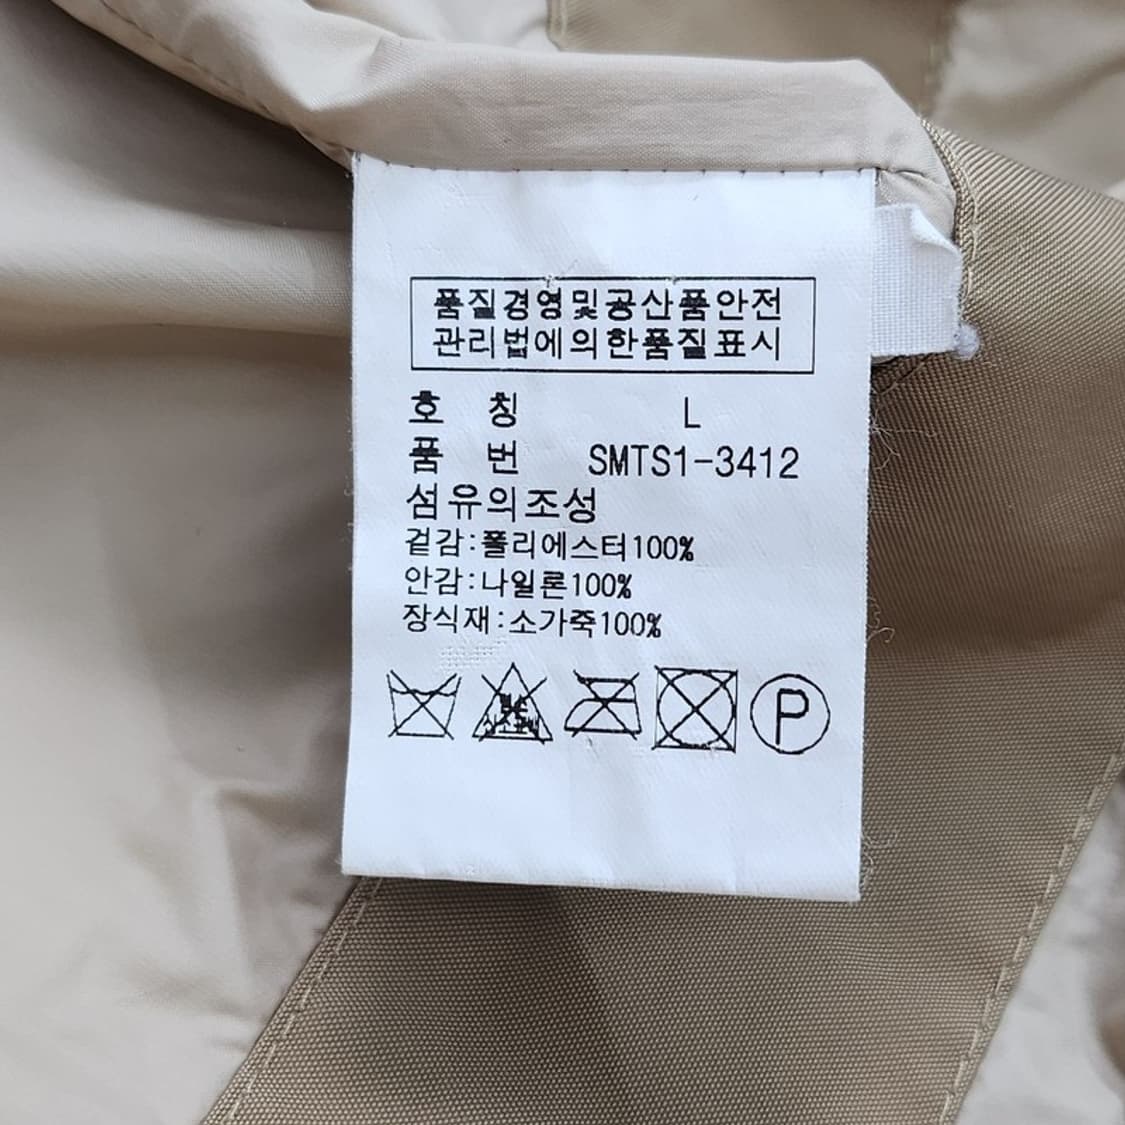 품질경영및공산품안전
관리법에의한품질표시
호 칭 L
품 번 SMTS1-3412
섬유의조성
겉감:폴리에스터100%
안감:나일론100%
장식재:소가죽100%
P